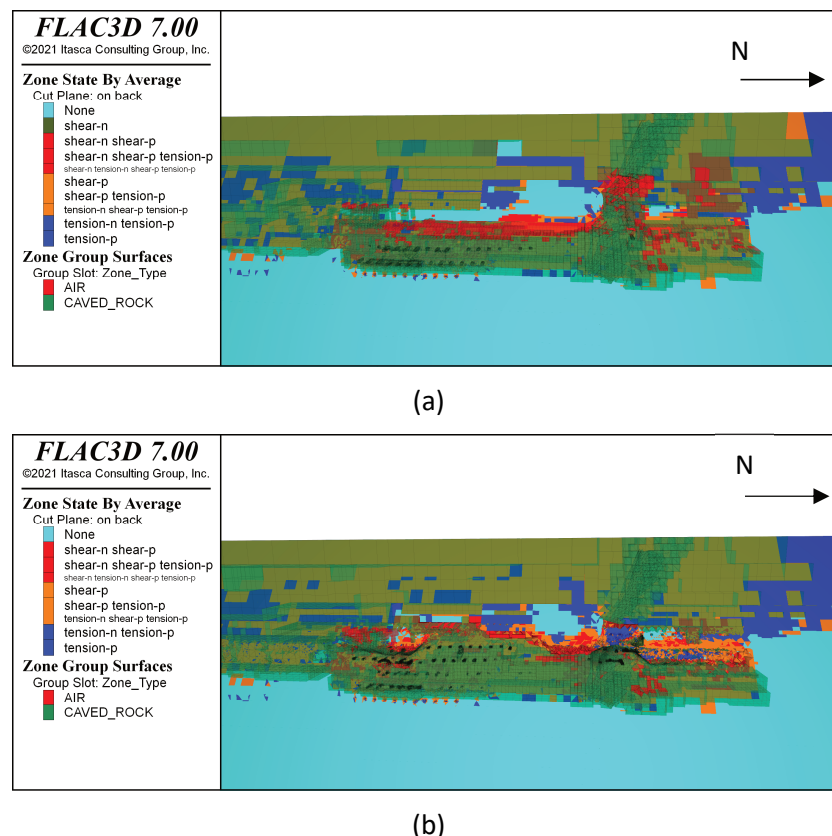 FLAC3D 7.00
©2021 Itasca Consulting Group, Inc.
Zone State By Average
Cut Plane: on back
None
shear-n
shear-n shear-p
shear-n shear-p tension-p
shear-n tension-n shear-p tension-p
shear-p
shear-p tension-p
tension-n shear-p tension-p
tension-n tension-p
tension-p
Zone Group Surfaces
Group Slot: Zone_Type
AIR
CAVED_ROCK
N
(a)
FLAC3D 7.00
©2021 Itasca Consulting Group, Inc.
Zone State By Average
Cut Plane: on back
None
shear-n shear-p
shear-n shear-p tension-p
shear-n tension-n shear-p tension-p
shear-p
shear-p tension-p
tension-n shear-p tension-p
tension-n tension-p
tension-p
Zone Group Surfaces
Group Slot: Zone_Type
AIR
CAVED_ROCK
N
(b)